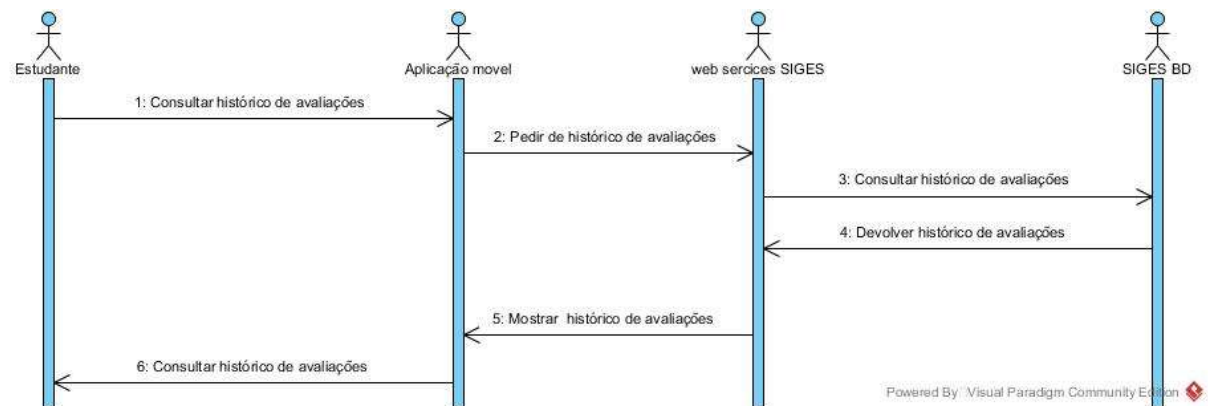 Estudante
Aplicação movel
web sercices SIGES
SIGES BD
1: Consultar histórico de avaliações
2: Pedir de histórico de avaliações
3: Consultar histórico de avaliações
4: Devolver histórico de avaliações
5: Mostrar histórico de avaliações
6: Consultar histórico de avaliações
Powered By Visual Paradigm Community Edition